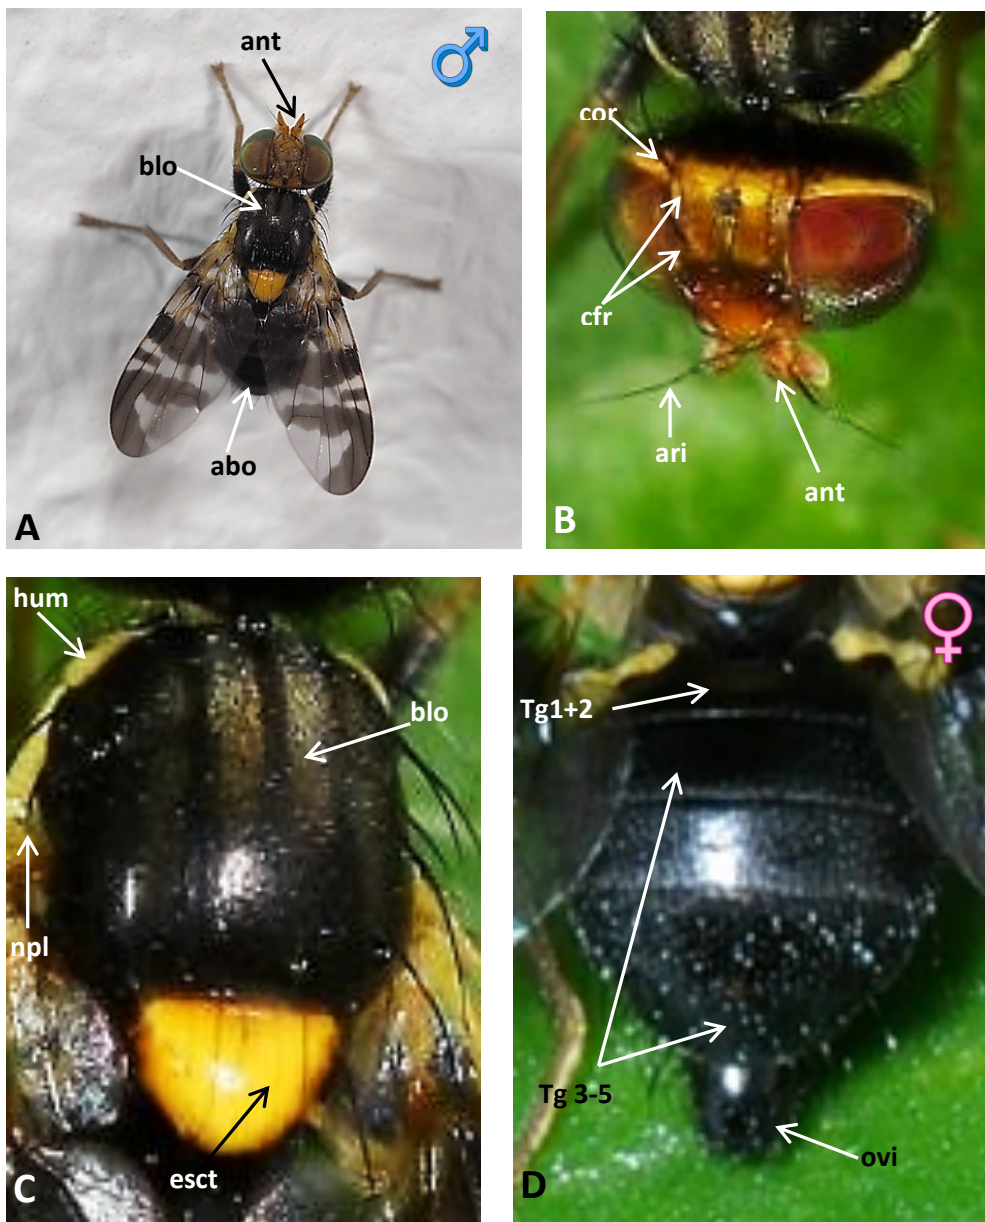 ant
blo
abo
A
cor
cfr
ari
ant
B
hum
blo
npl
esct
C
Tg1+2
Tg 3-5
ovi
D